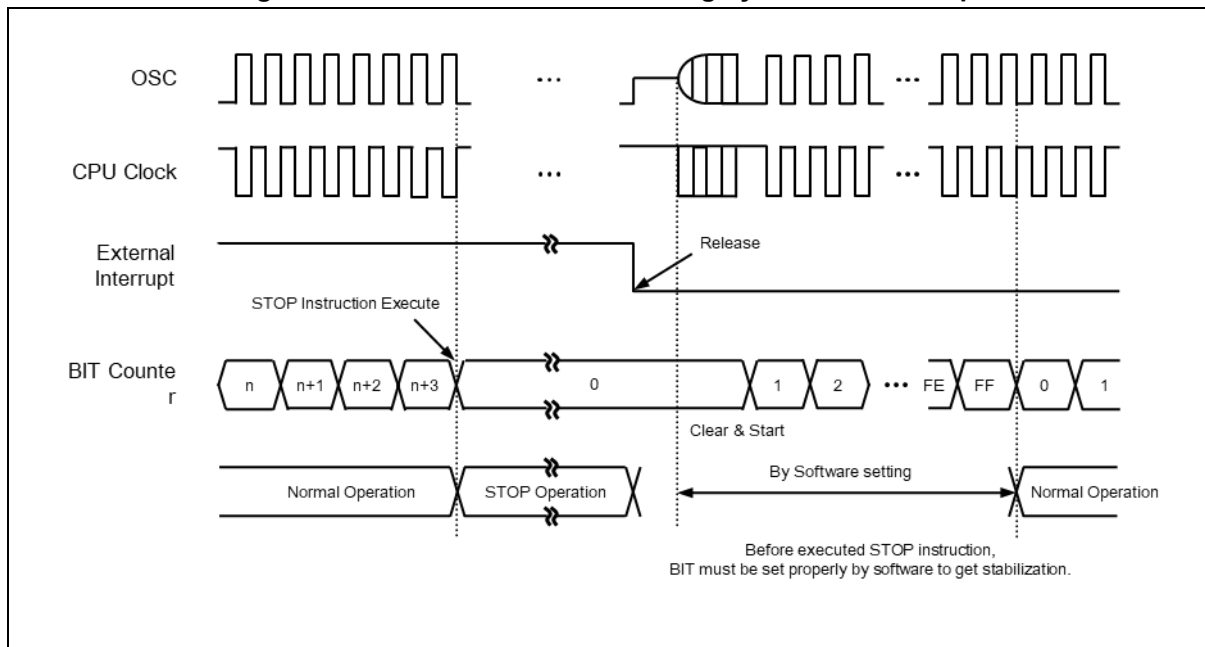 OSC
...
...
CPU Clock
...
...
External
Interrupt
Release
STOP Instruction Execute
BIT Counte
r
n
n+1
n+2
n+3
0
1
2
...
FE
FF
0
1
Clear & Start
Normal Operation
STOP Operation
By Software setting
Normal Operation
Before executed STOP instruction,
BIT must be set properly by software to get stabilization.